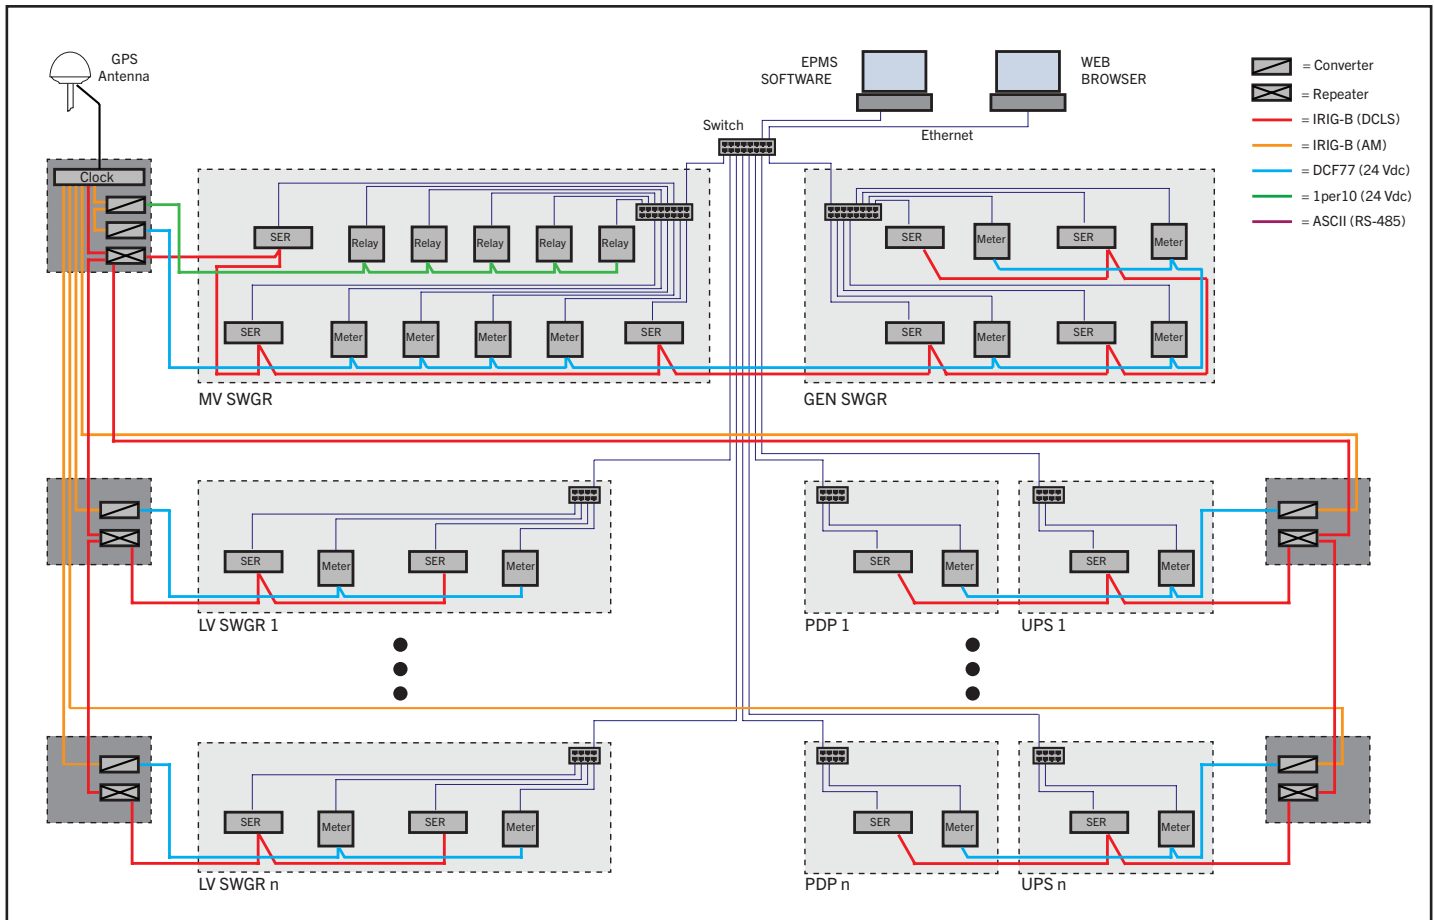 GPS
Antenna
EPMS
SOFTWARE
WEB
BROWSER
= Converter
= Repeater
= IRIG-B (DCLS)
= IRIG-B (AM)
= DCF77 (24 Vdc)
= 1per10 (24 Vdc)
= ASCII (RS-485)
Switch
Ethernet
Clock
SER
Relay
Relay
Relay
Relay
Relay
SER
Meter
Meter
Meter
Meter
SER
MV SWGR
SER
Meter
SER
Meter
SER
Meter
SER
Meter
GEN SWGR
SER
Meter
SER
Meter
LV SWGR 1
SER
Meter
PDP 1
SER
Meter
UPS 1
SER
Meter
SER
Meter
LV SWGR n
SER
Meter
PDP n
SER
Meter
UPS n